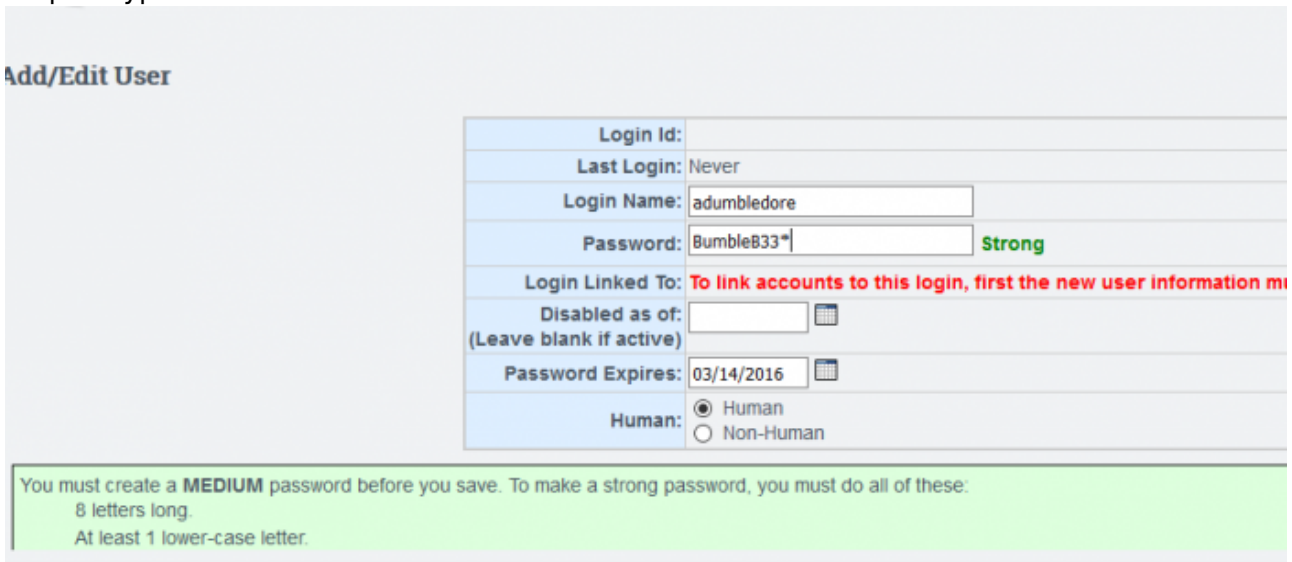 Add/Edit User
Login Id:
Last Login: Never
Login Name: adumbledore
Password: BumbleB33* Strong
Login Linked To: To link accounts to this login, first the new user information
Disabled as of:
(Leave blank if active)
Password Expires: 03/14/2016
Human: Human
Non-Human
You must create a MEDIUM password before you save. To make a strong password, you must do all of these:
8 letters long.
At least 1 lower-case letter.